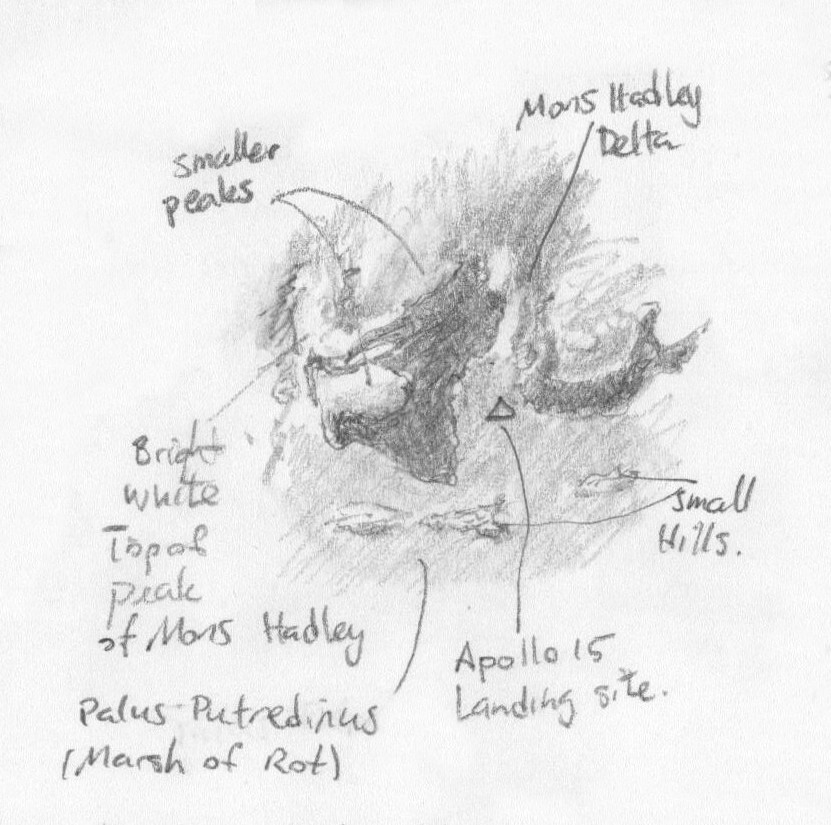 Mons Hadley
Delta
smaller
peaks
Bright
white
Top of
peak
of Mons Hadley
small
Hills.
Apollo 15
Landing site.
Palus Putredinus
(Marsh of Rot)